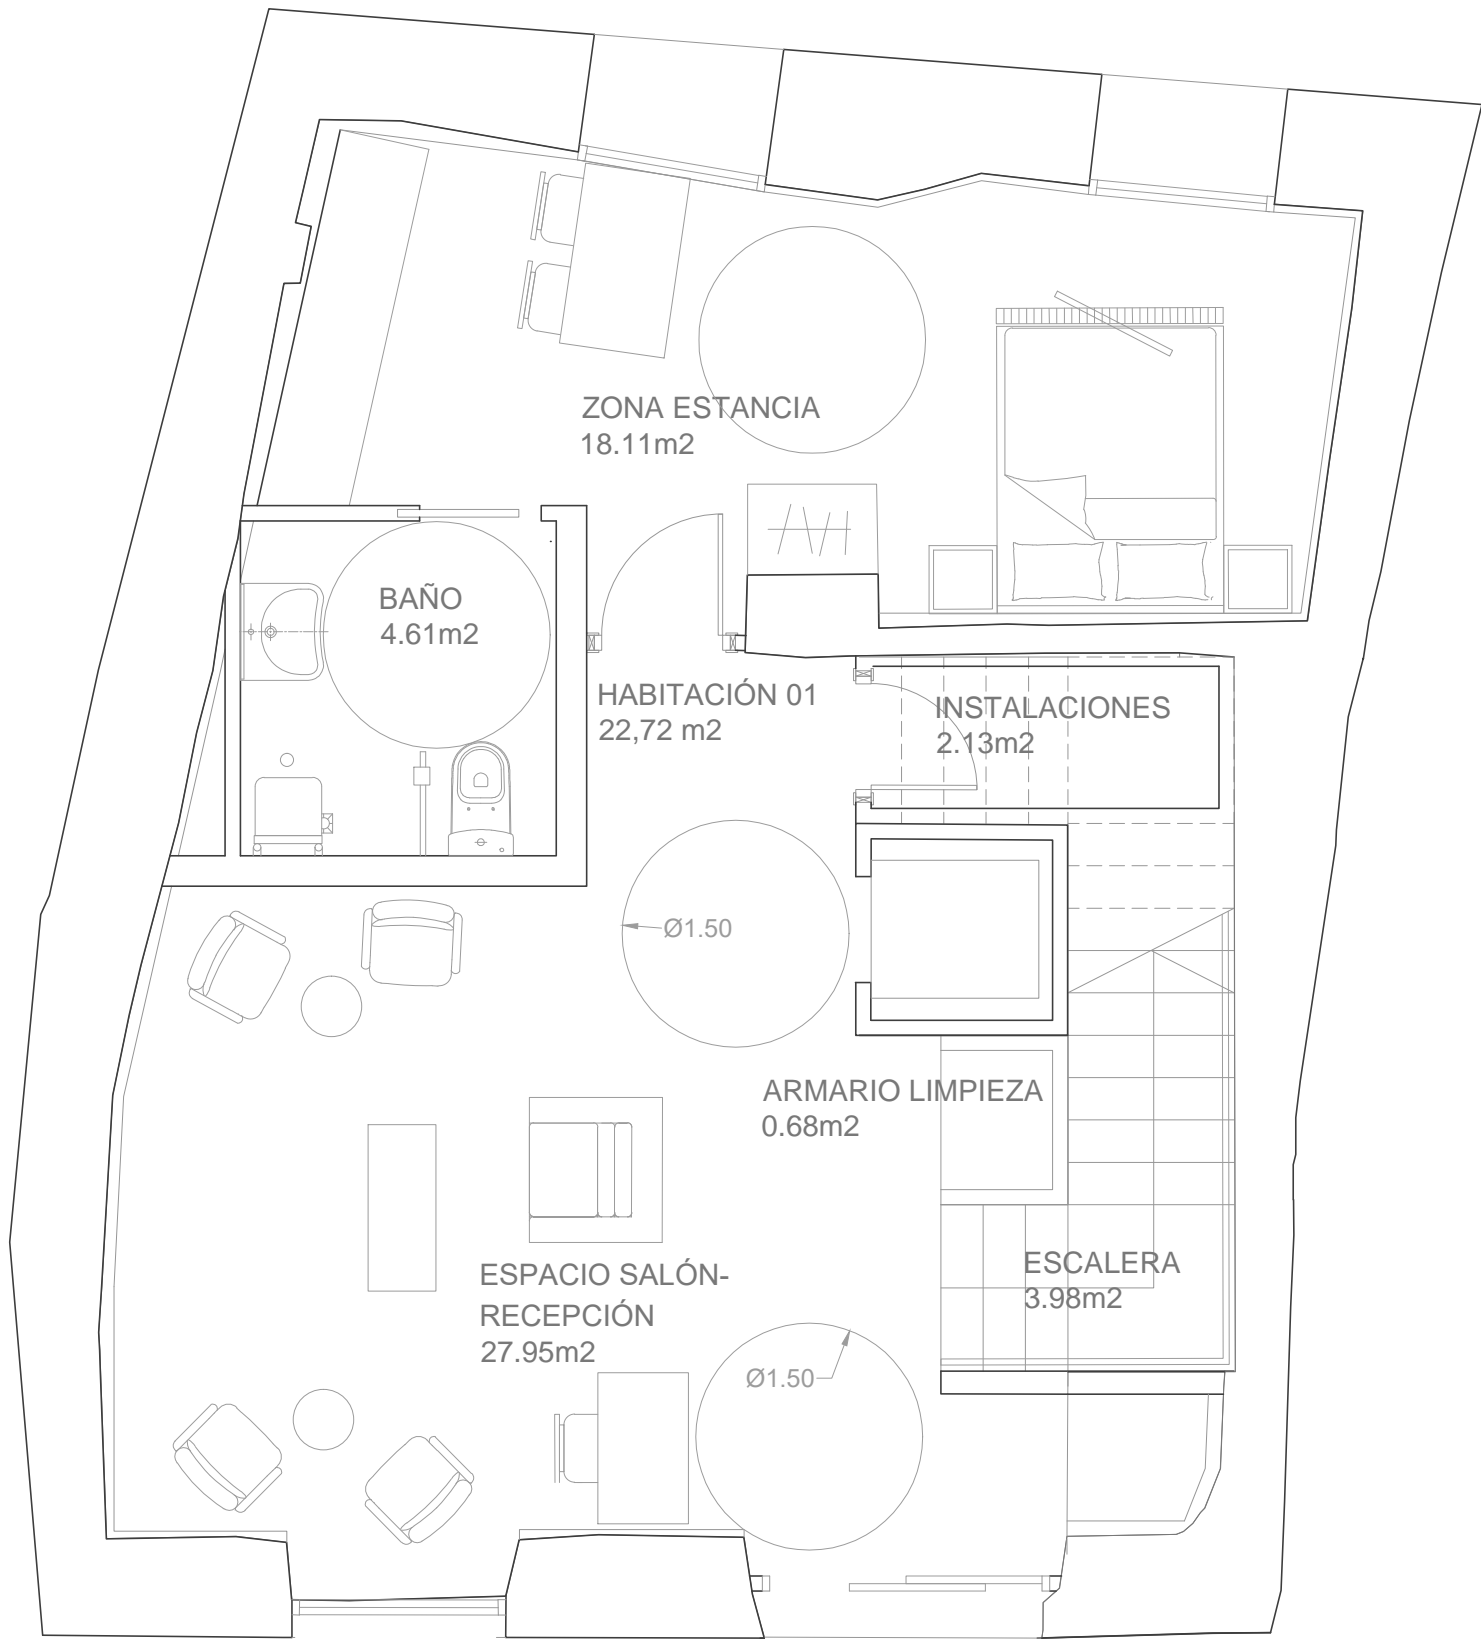 ZONA ESTANCIA
18.11m2
BAÑO
4.61m2
HABITACIÓN 01
22,72 m2
INSTALACIONES
2.13m2
Ø1.50
ARMARIO LIMPIEZA
0.68m2
ESPACIO SALÓN-
RECEPCIÓN
27.95m2
ESCALERA
3.98m2
Ø1.50